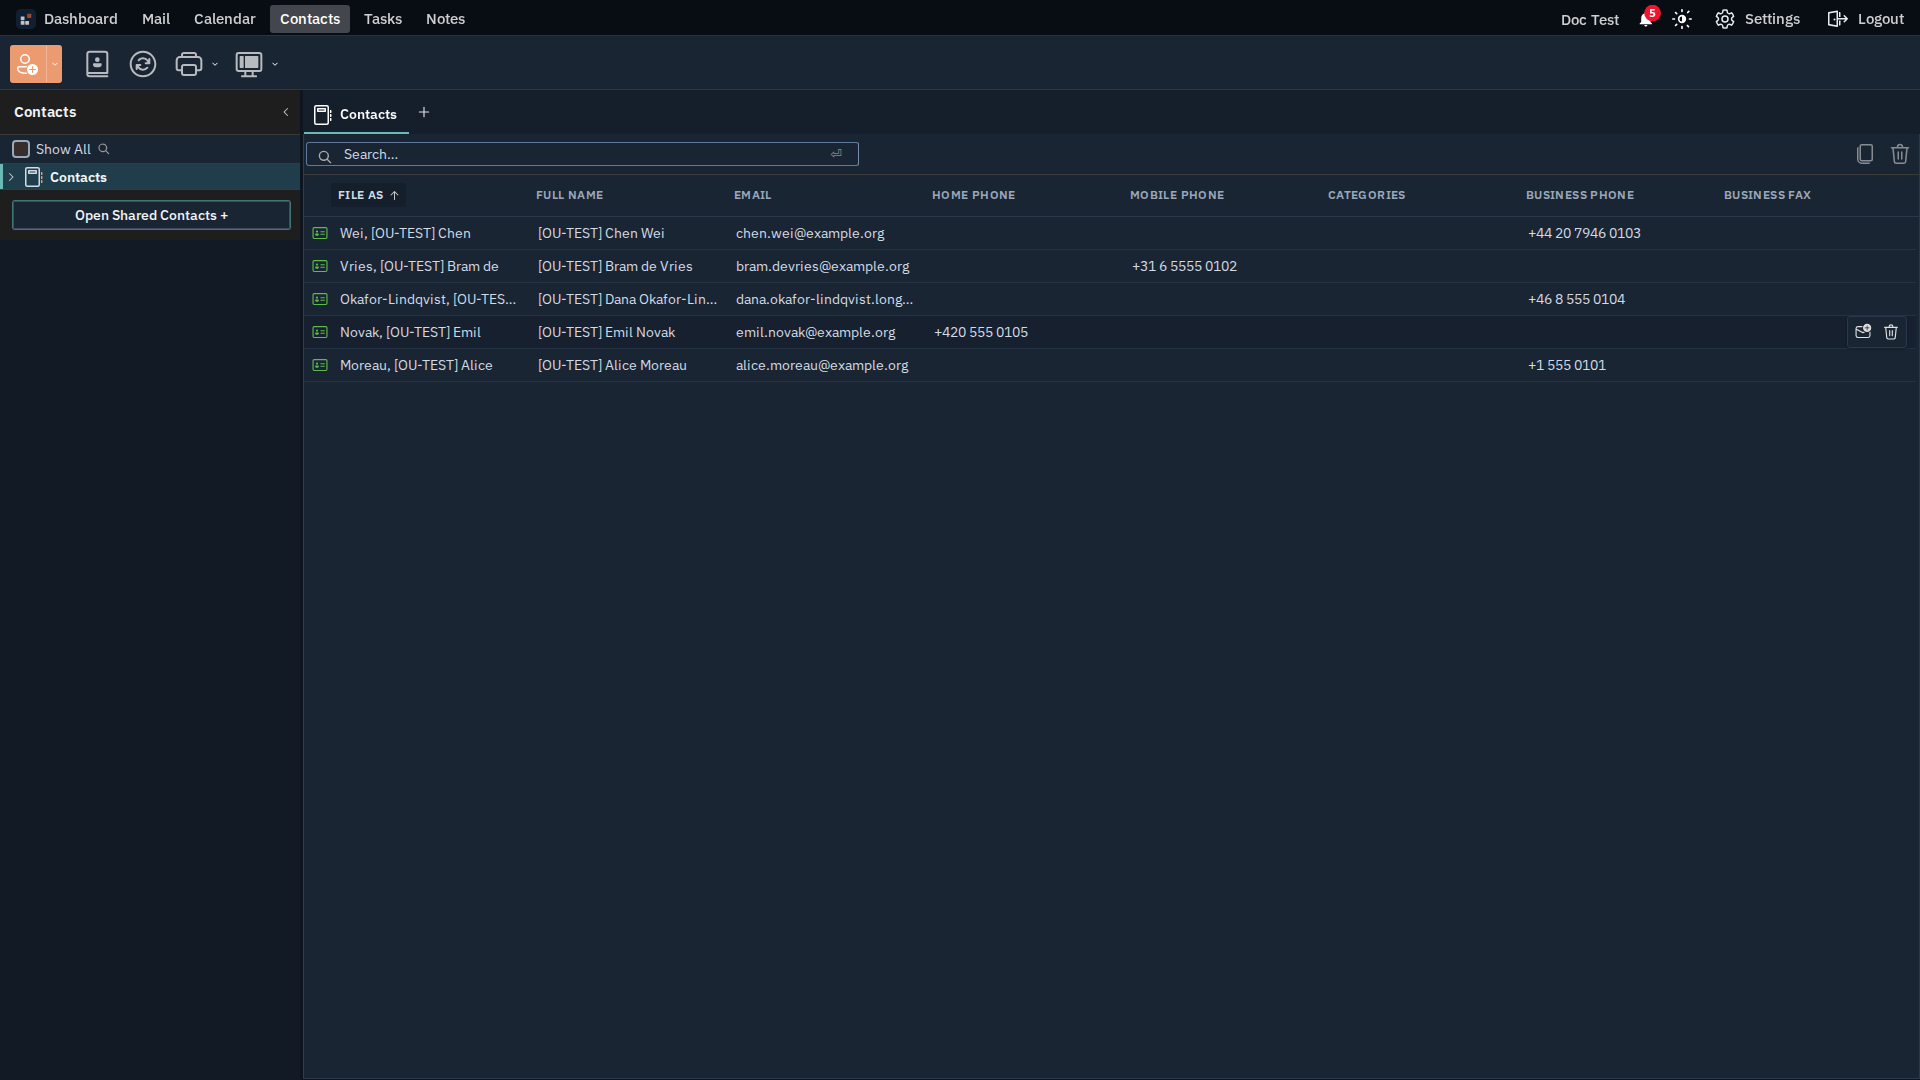 Dashboard Mail Calendar Contacts Tasks Notes Doc Test 5 Settings Logout
Contacts
Show All
Contacts
Open Shared Contacts +
Contacts +
Search...
FILE AS FULL NAME EMAIL HOME PHONE MOBILE PHONE CATEGORIES BUSINESS PHONE BUSINESS FAX
Wei, [OU-TEST] Chen [OU-TEST] Chen Wei chen.wei@example.org +44 20 7946 0103
Vries, [OU-TEST] Bram de [OU-TEST] Bram de Vries bram.devries@example.org +31 6 5555 0102
Okafor-Lindqvist, [OU-TES... [OU-TEST] Dana Okafor-Lin... dana.okafor-lindqvist.long... +46 8 555 0104
Novak, [OU-TEST] Emil [OU-TEST] Emil Novak emil.novak@example.org +420 555 0105
Moreau, [OU-TEST] Alice [OU-TEST] Alice Moreau alice.moreau@example.org +1 555 0101